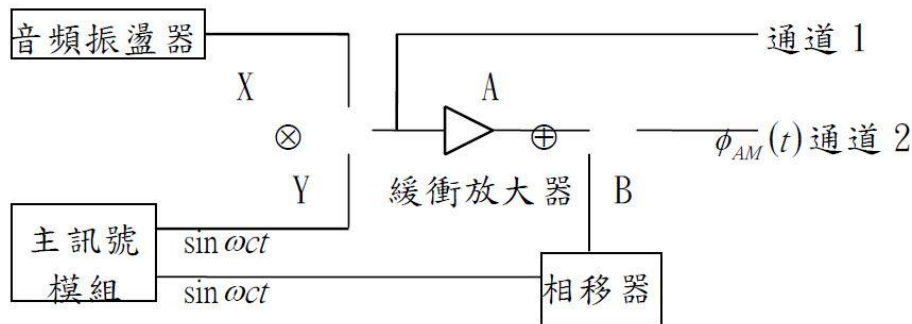 音頻振盪器
通道 1
X
A
⊗
⊕
ϕAM(t) 通道 2
Y
緩衝放大器
B
主訊號
模組
sin ωct
sin ωct
相移器